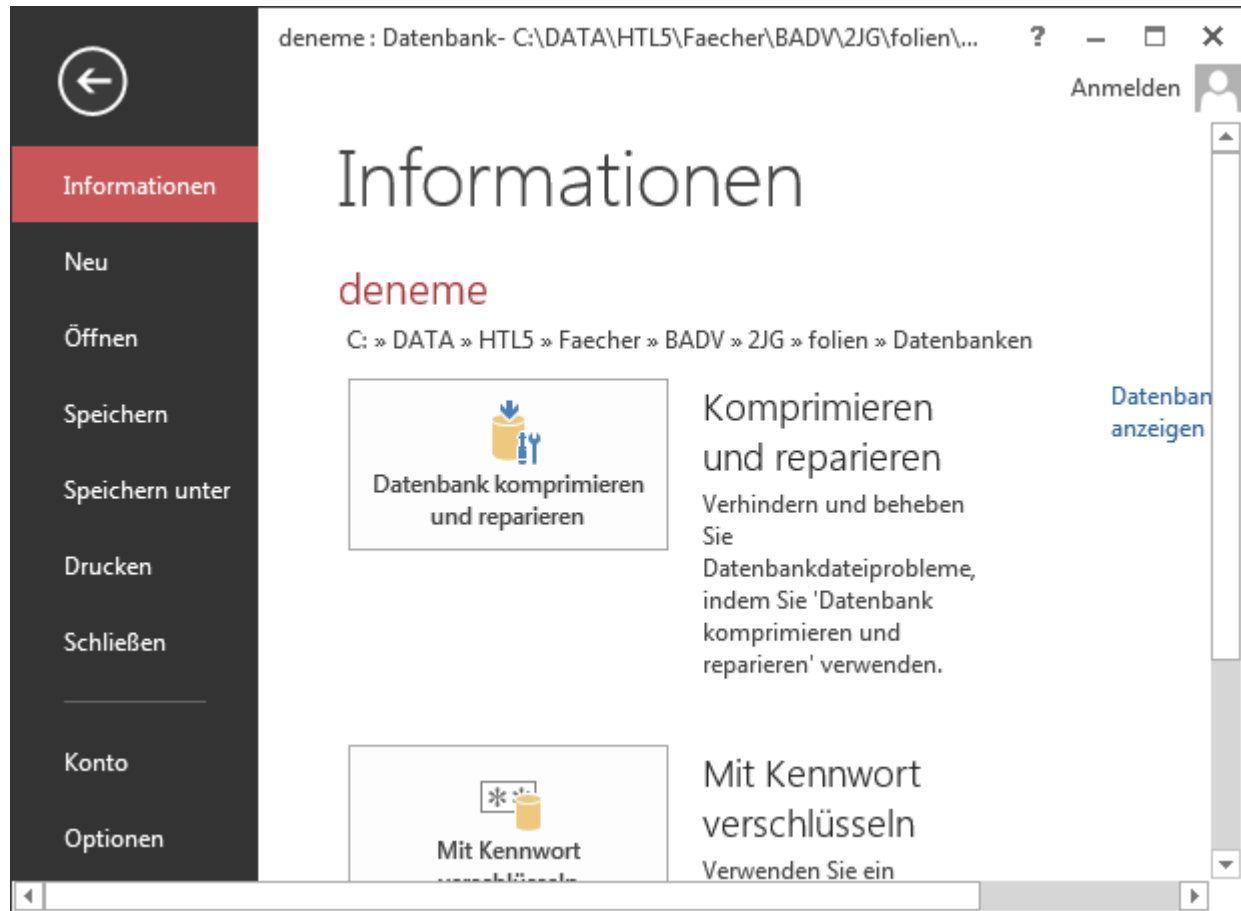 deneme : Datenbank- C:\DATA\HTL5\Faecher\BADV\2JG\folien\...
?
Anmelden
Informationen
Neu
Öffnen
Speichern
Speichern unter
Drucken
Schließen
Konto
Optionen
Informationen
deneme
C: » DATA » HTL5 » Faecher » BADV » 2JG » folien » Datenbanken
Datenbank komprimieren
und reparieren
Komprimieren
und reparieren
Verhindern und beheben
Sie
Datenbankdateiprobleme,
indem Sie 'Datenbank
komprimieren und
reparieren' verwenden.
Datenban
anzeigen
Mit Kennwort
verschlüsseln
Mit Kennwort
verschlüsseln
Verwenden Sie ein